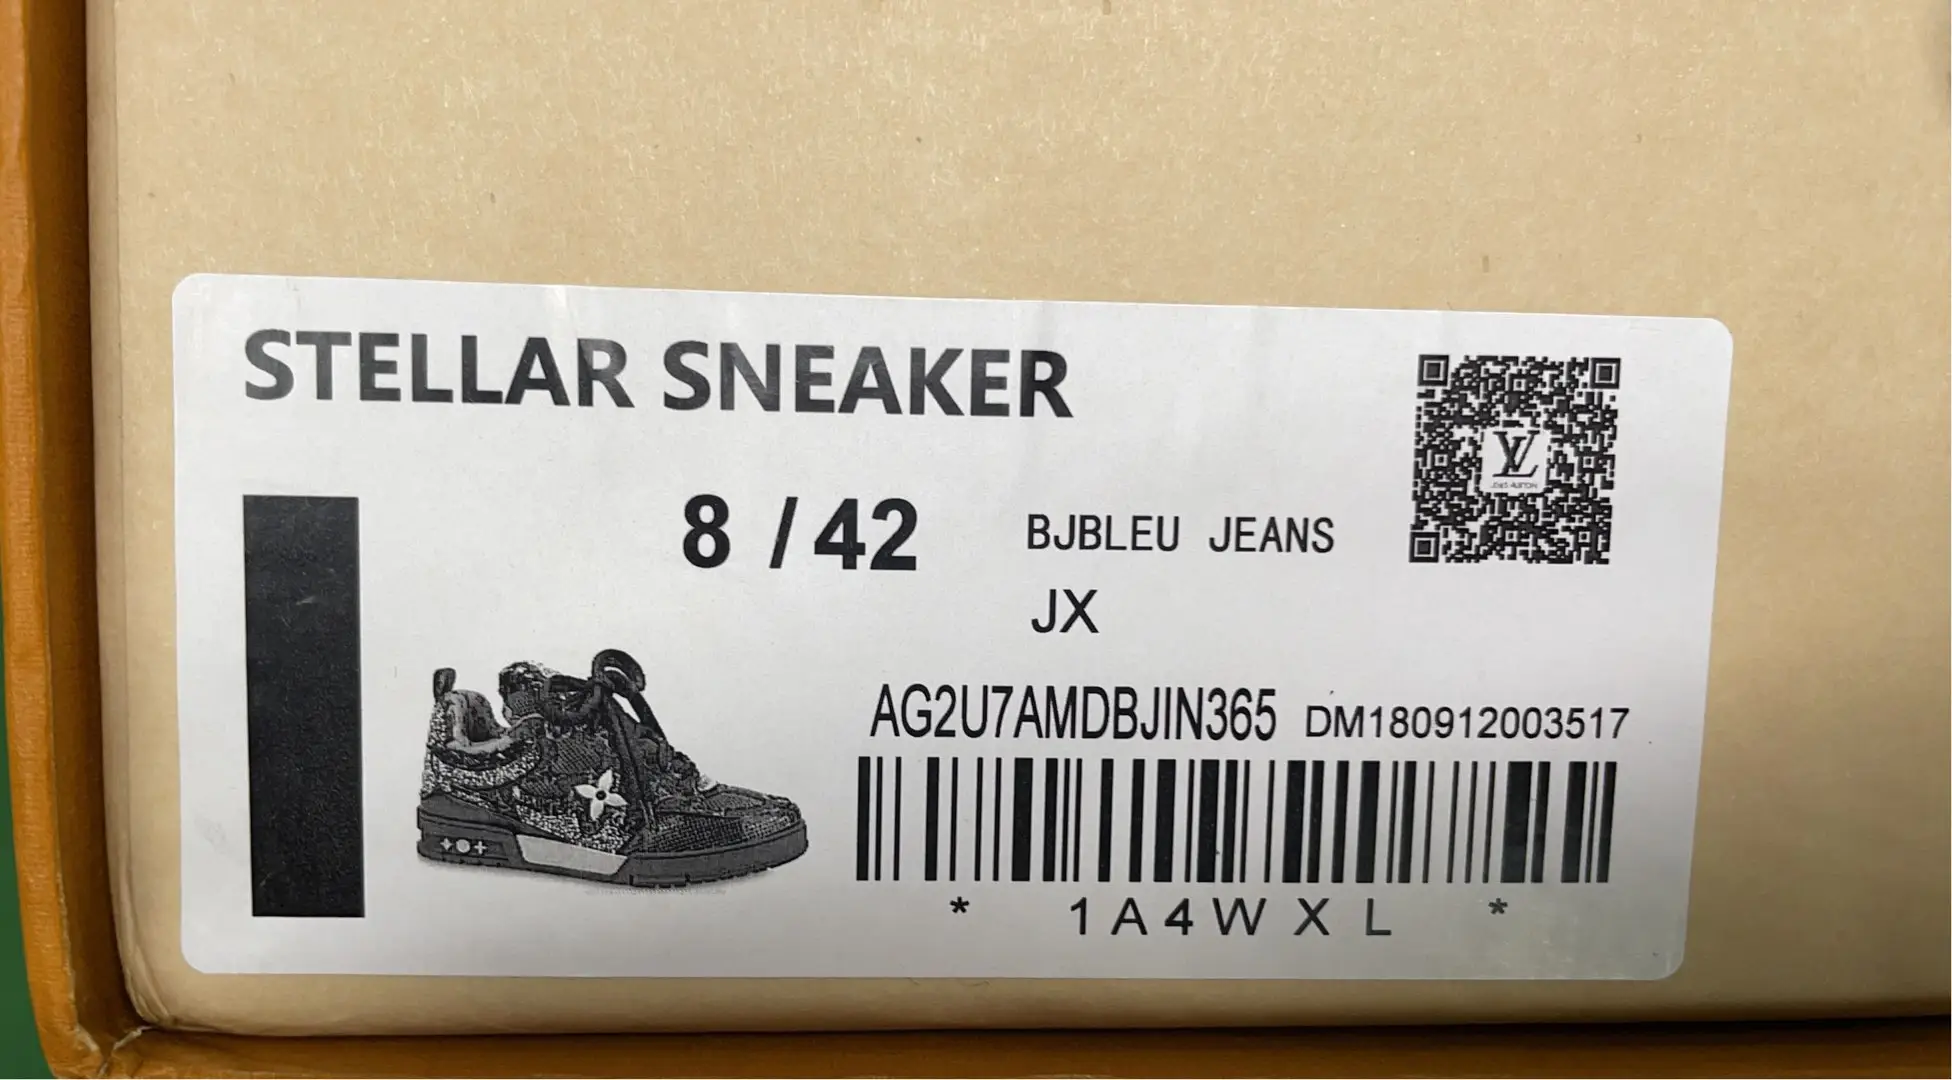 STELLAR SNEAKER
8 / 42
BJBLEU JEANS
JX
AG2U7AMDBJIN365 DM180912003517
* 1A4WXL *